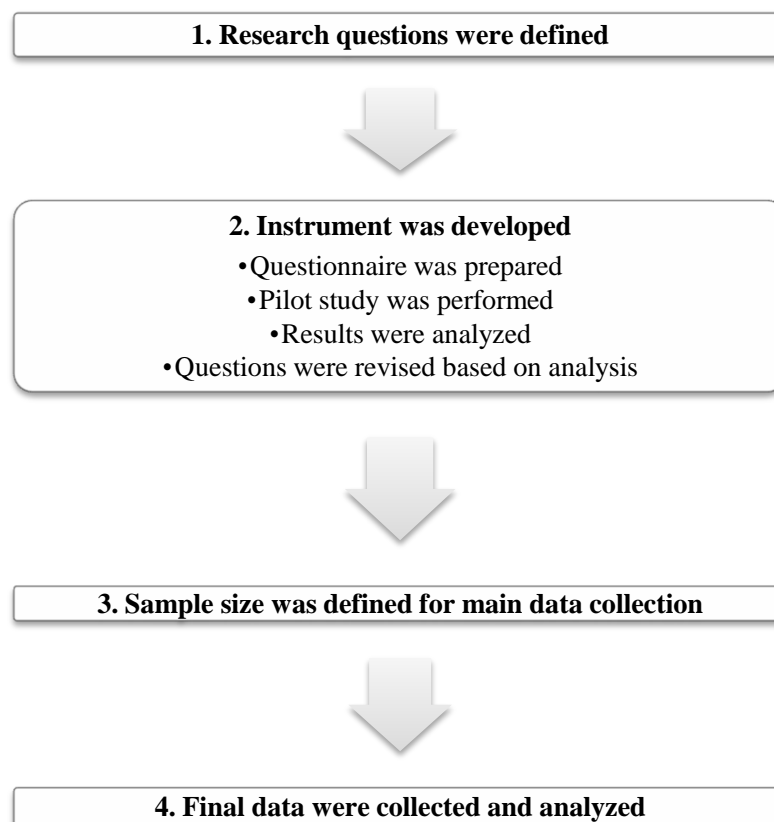 1. Research questions were defined
2. Instrument was developed
•Questionnaire was prepared
•Pilot study was performed
•Results were analyzed
•Questions were revised based on analysis
3. Sample size was defined for main data collection
4. Final data were collected and analyzed